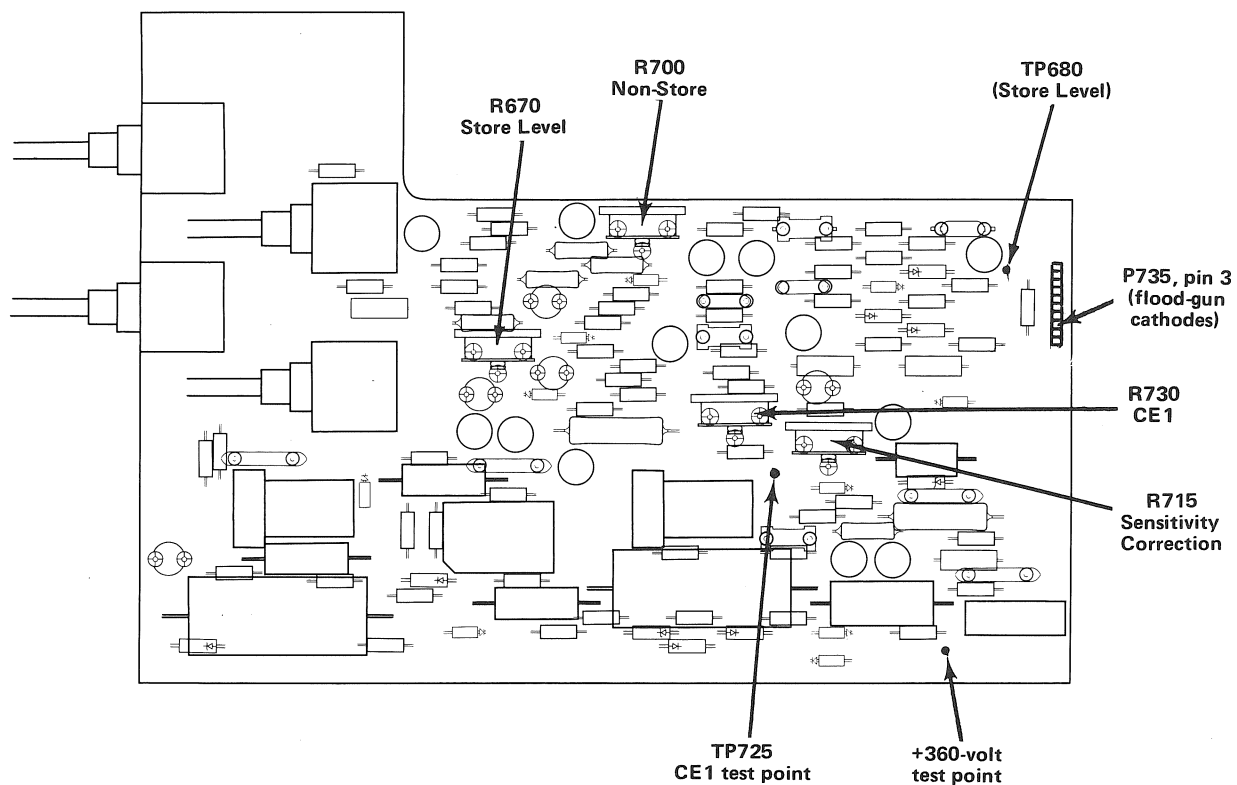 R700
Non-Store
R670
Store Level
TP680
(Store Level)
P735, pin 3
(flood-gun
cathodes)
R730
CE1
R715
Sensitivity
Correction
TP725
CE1 test point
+360-volt
test point